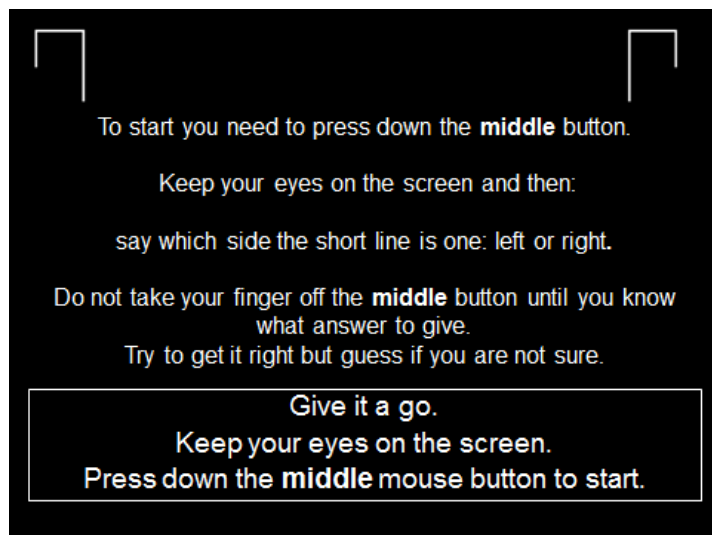 To start you need to press down the middle button.
Keep your eyes on the screen and then:
say which side the short line is one: left or right.
Do not take your finger off the middle button until you know
what answer to give.
Try to get it right but guess if you are not sure.
Give it a go.
Keep your eyes on the screen.
Press down the middle mouse button to start.